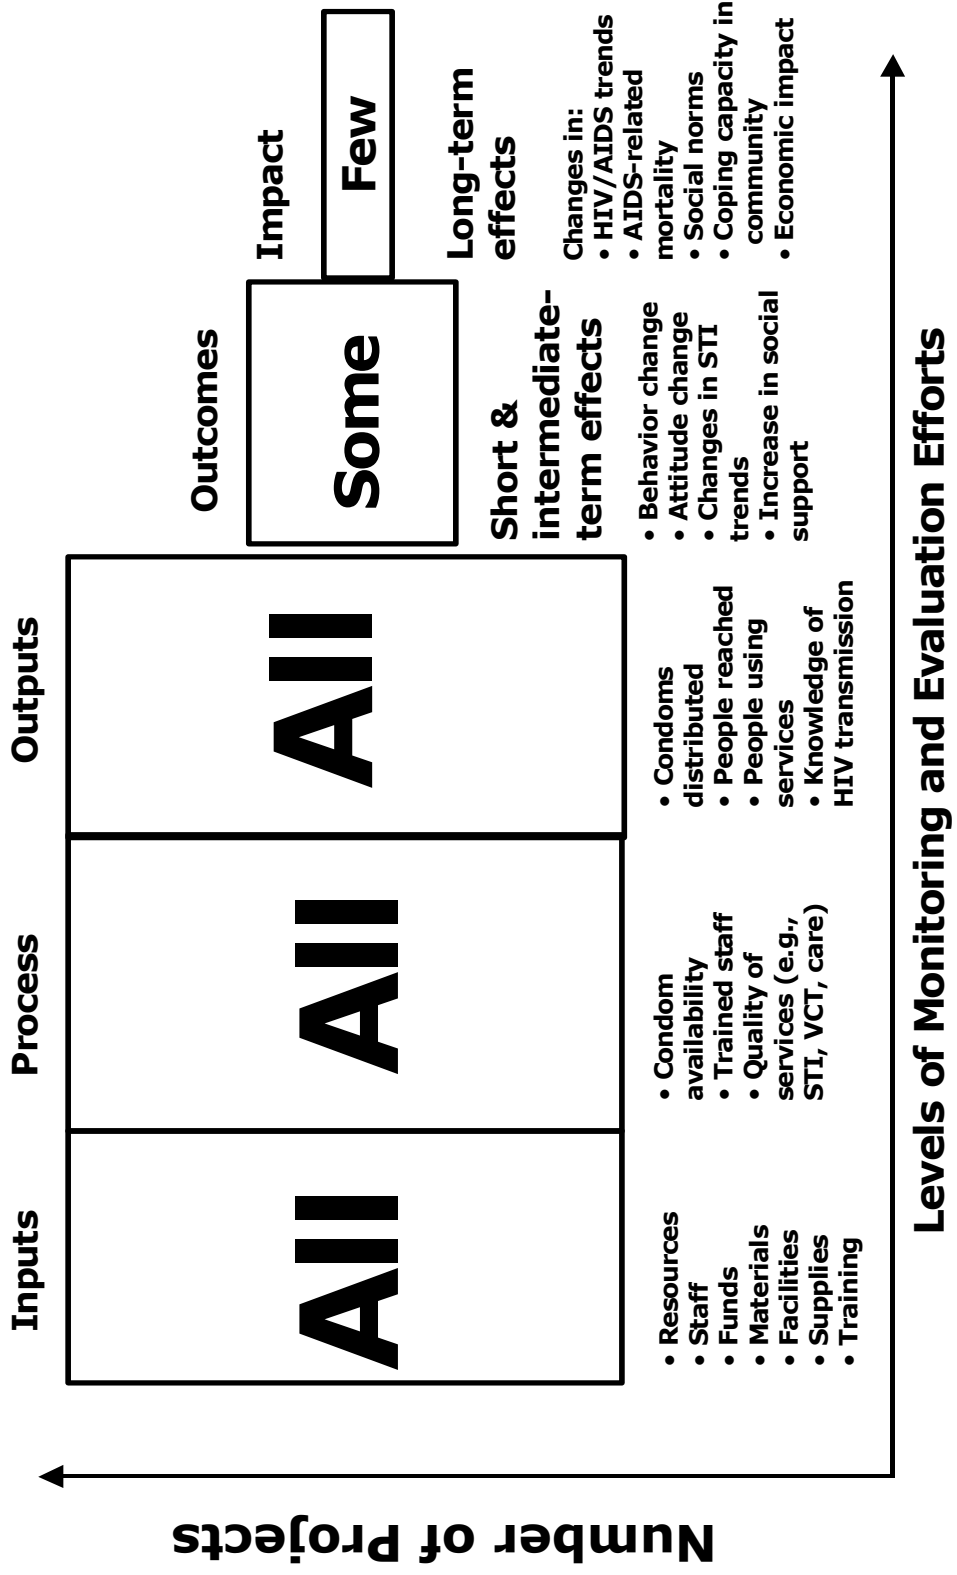 Number of Projects
Inputs
All
• Resources
• Staff
• Funds
• Materials
• Facilities
• Supplies
• Training
Process
All
• Condom
availability
• Trained staff
• Quality of
services (e.g.,
STI, VCT, care)
Outputs
All
• Condoms
distributed
• People reached
• People using
services
• Knowledge of
HIV transmission
Outcomes
Some
Short &
intermediate-
term effects
• Behavior change
• Attitude change
• Changes in STI
trends
• Increase in social
support
Impact
Few
Long-term
effects
Changes in:
• HIV/AIDS trends
• AIDS-related
mortality
• Social norms
• Coping capacity in
community
• Economic impact
Levels of Monitoring and Evaluation Efforts